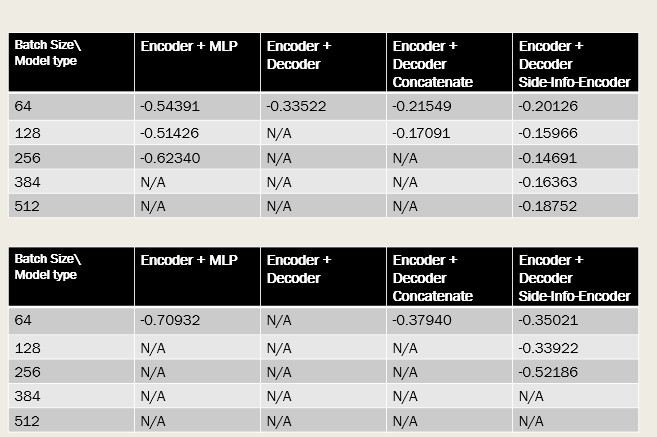 Batch Size\ Model type | Encoder + MLP | Encoder + Decoder | Encoder + Decoder Concatenate | Encoder + Decoder Side-Info-Encoder
64 | -0.54391 | -0.33522 | -0.21549 | -0.20126
128 | -0.51426 | N/A | -0.17091 | -0.15966
256 | -0.62340 | N/A | N/A | -0.14691
384 | N/A | N/A | N/A | -0.16363
512 | N/A | N/A | N/A | -0.18752
Batch Size\ Model type | Encoder + MLP | Encoder + Decoder | Encoder + Decoder Concatenate | Encoder + Decoder Side-Info-Encoder
64 | -0.70932 | N/A | -0.37940 | -0.35021
128 | N/A | N/A | N/A | -0.33922
256 | N/A | N/A | N/A | -0.52186
384 | N/A | N/A | N/A | N/A
512 | N/A | N/A | N/A | N/A